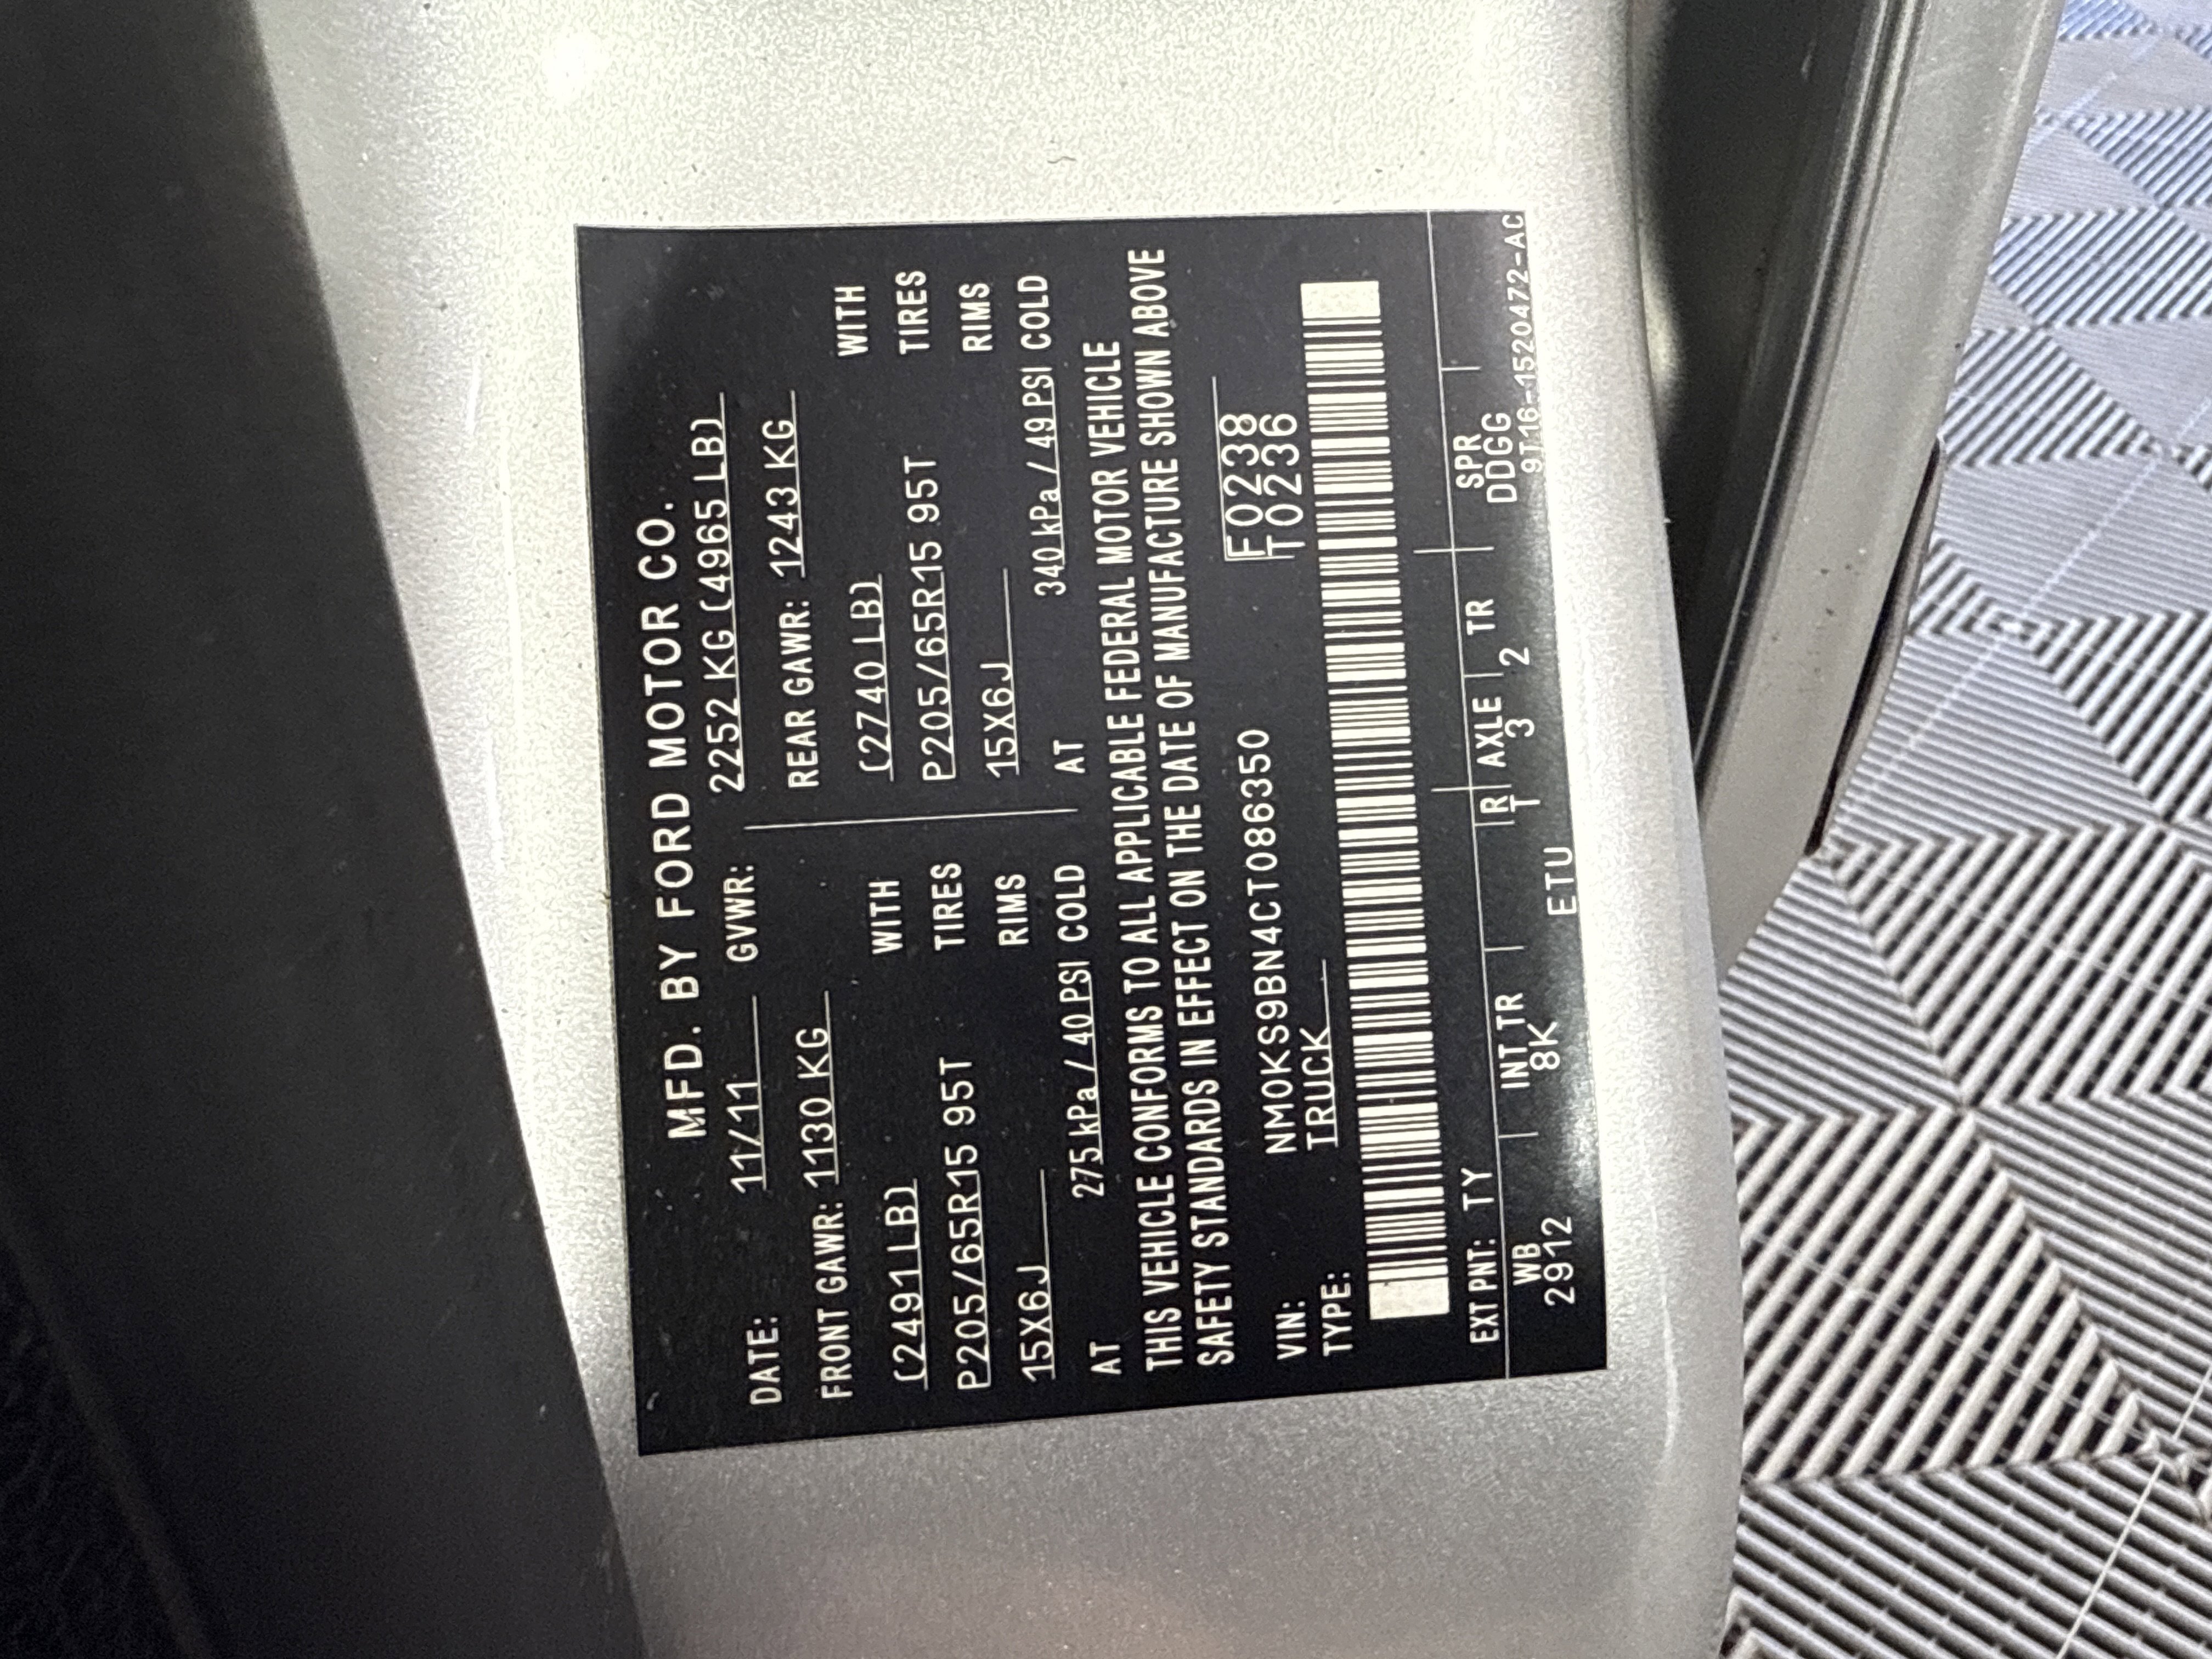 MFD. BY FORD MOTOR CO.
DATE: 11/11 GVWR: 2252 KG (4965 LB)
FRONT GAWR: 1130 KG REAR GAWR: 1243 KG
(2491 LB) WITH (2740 LB) WITH
P205/65R15 95T TIRES P205/65R15 95T TIRES
15X6J RIMS 15X6J RIMS
AT 275 kPa / 40 PSI COLD AT 340 kPa / 49 PSI COLD
THIS VEHICLE CONFORMS TO ALL APPLICABLE FEDERAL MOTOR VEHICLE
SAFETY STANDARDS IN EFFECT ON THE DATE OF MANUFACTURE SHOWN ABOVE
VIN: NM0KS9BN4CT086350 F0238
TYPE: TRUCK T0236
EXT PNT: TY
WB INT TR R AXLE TR SPR
2912 8K T 3 2 DDGG
ETU 9T16-1520472-AC